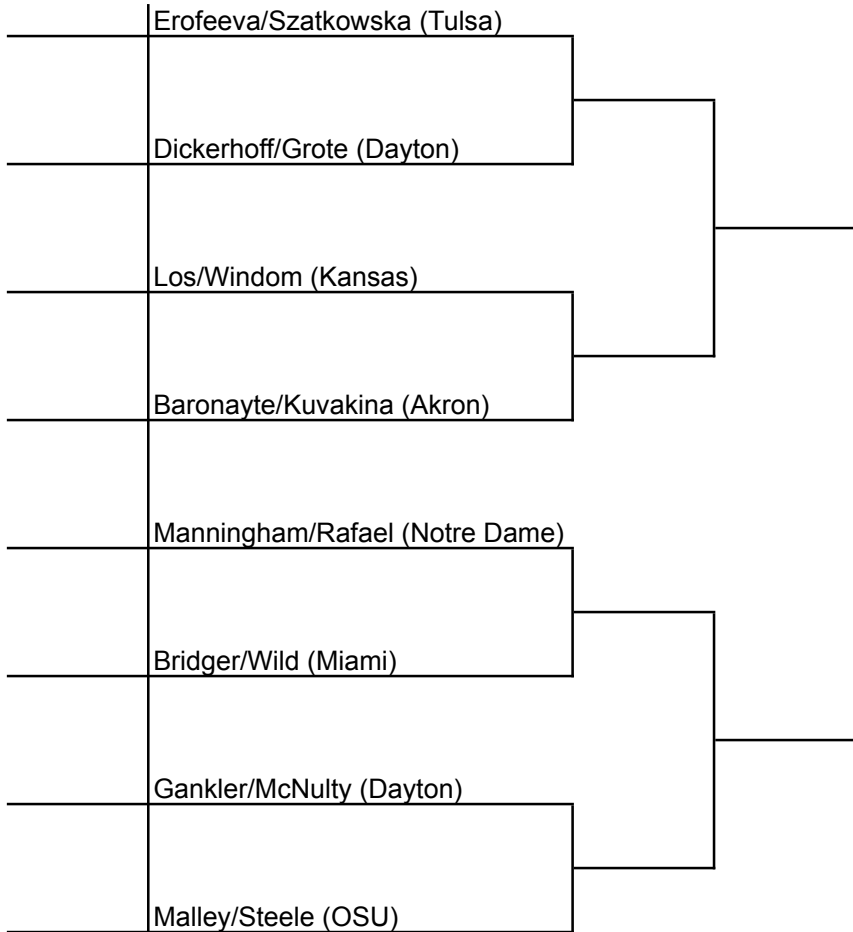 Erofeeva/Szatkowska (Tulsa)
Dickerhoff/Grote (Dayton)
Los/Windom (Kansas)
Baronayte/Kuvakina (Akron)
Manningham/Rafael (Notre Dame)
Bridger/Wild (Miami)
Gankler/McNulty (Dayton)
Malley/Steele (OSU)